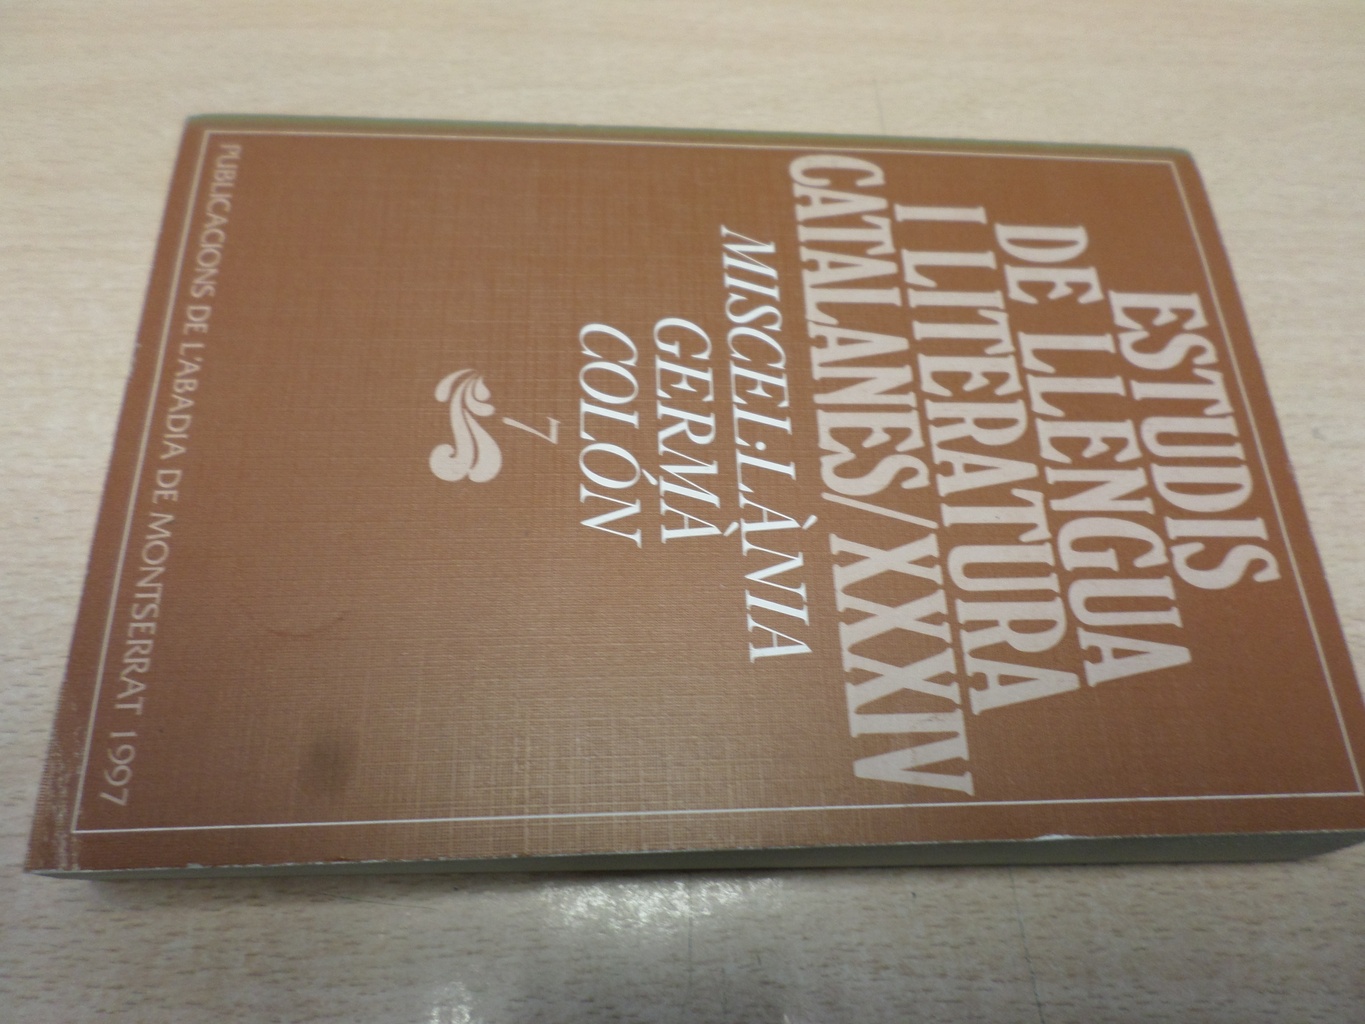 ESTUDIS
DE LLENGUA
I LITERATURA
CATALANES/XXXIV
MISCEL·LÀNIA
GERMÀ
COLÓN
7
PUBLICACIONS DE L'ABADIA DE MONTSERRAT 1997